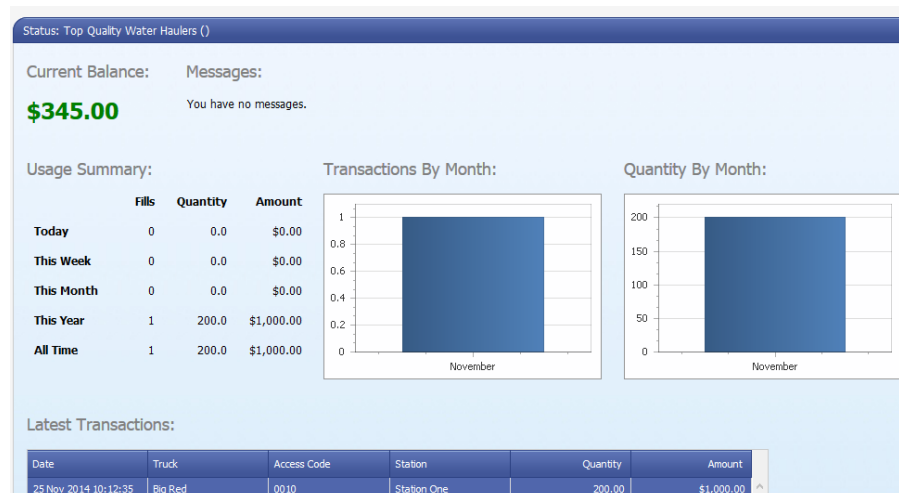 Status: Top Quality Water Haulers ()
Current Balance: Messages:
$345.00 You have no messages.
Usage Summary: Transactions By Month: Quantity By Month:
Fills Quantity Amount
Today 0 0.0 $0.00
This Week 0 0.0 $0.00
This Month 0 0.0 $0.00
This Year 1 200.0 $1,000.00
All Time 1 200.0 $1,000.00
1
0.8
0.6
0.4
0.2
0
November
200
150
100
50
0
November
Latest Transactions:
Date Truck Access Code Station Quantity Amount
25 Nov 2014 10:12:35 Big Red 0010 Station One 200.00 $1,000.00